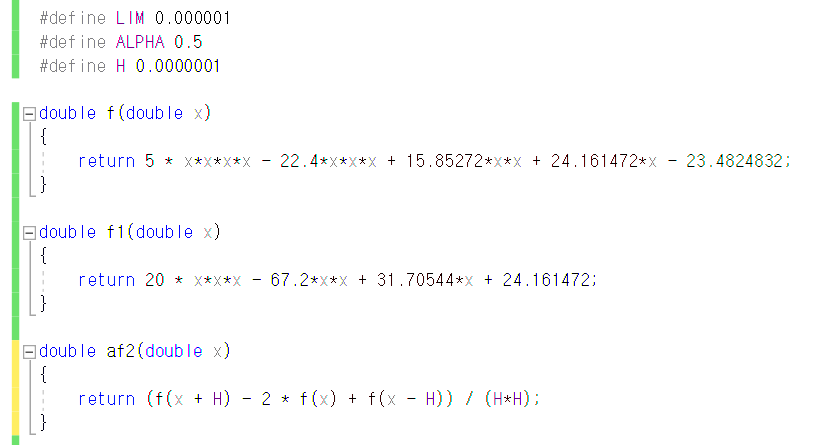 #define LIM 0.000001
#define ALPHA 0.5
#define H 0.0000001
double f(double x)
{
return 5 * x*x*x*x - 22.4*x*x*x + 15.85272*x*x + 24.161472*x - 23.4824832;
}
double f1(double x)
{
return 20 * x*x*x - 67.2*x*x + 31.70544*x + 24.161472;
}
double af2(double x)
{
return (f(x + H) - 2 * f(x) + f(x - H)) / (H*H);
}